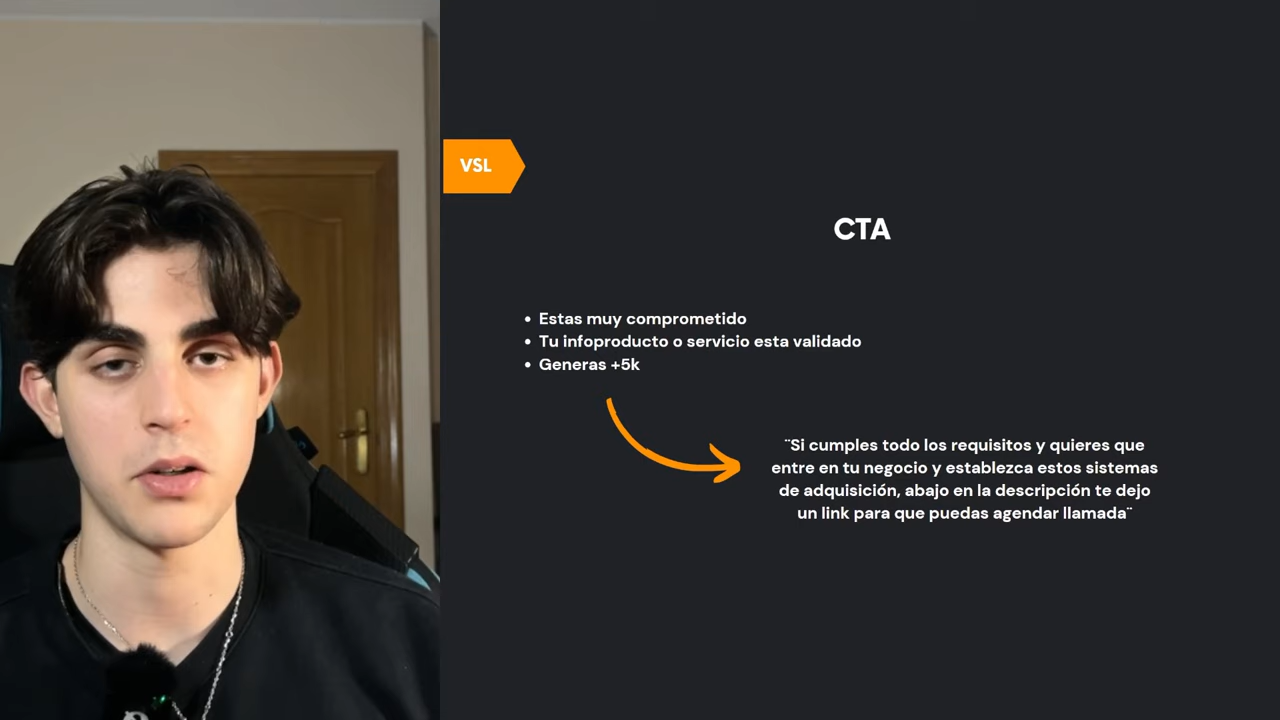 VSL
CTA
• Estas muy comprometido
• Tu infoproducto o servicio esta validado
• Generas +5k
¨Si cumples todo los requisitos y quieres que
entre en tu negocio y establezca estos sistemas
de adquisición, abajo en la descripción te dejo
un link para que puedas agendar llamada¨